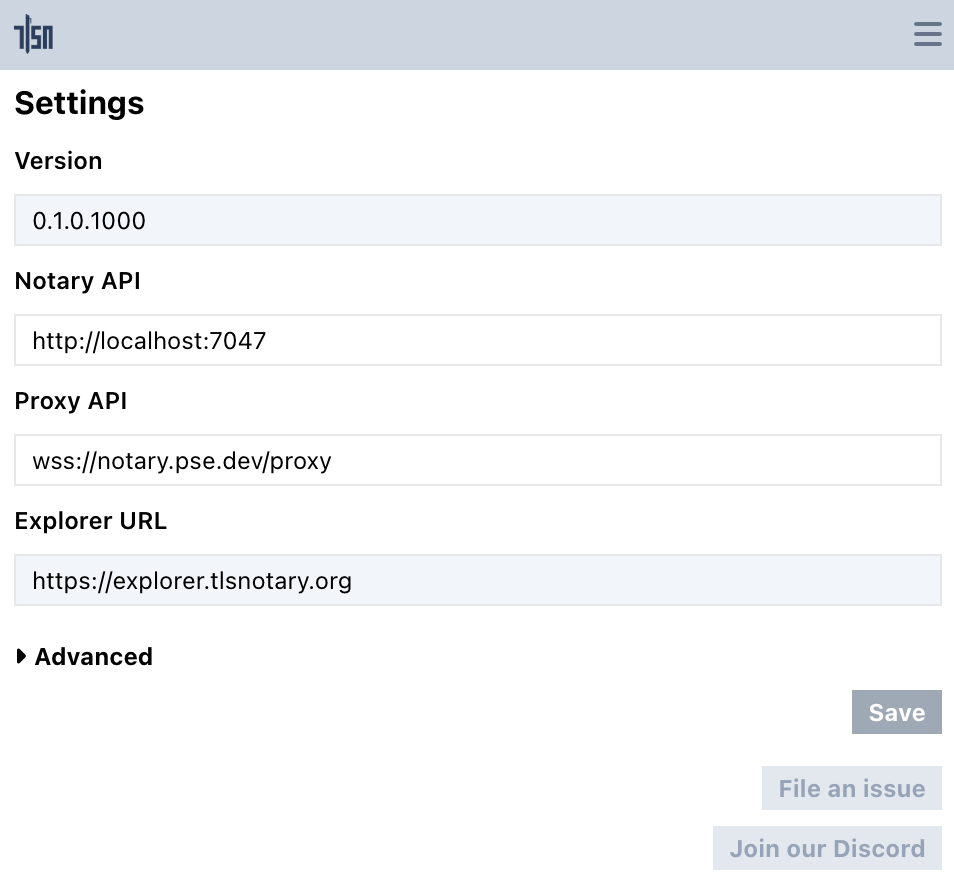 tlsn
Settings
Version
0.1.0.1000
Notary API
http://localhost:7047
Proxy API
wss://notary.pse.dev/proxy
Explorer URL
https://explorer.tlsnotary.org
Advanced
Save
File an issue
Join our Discord